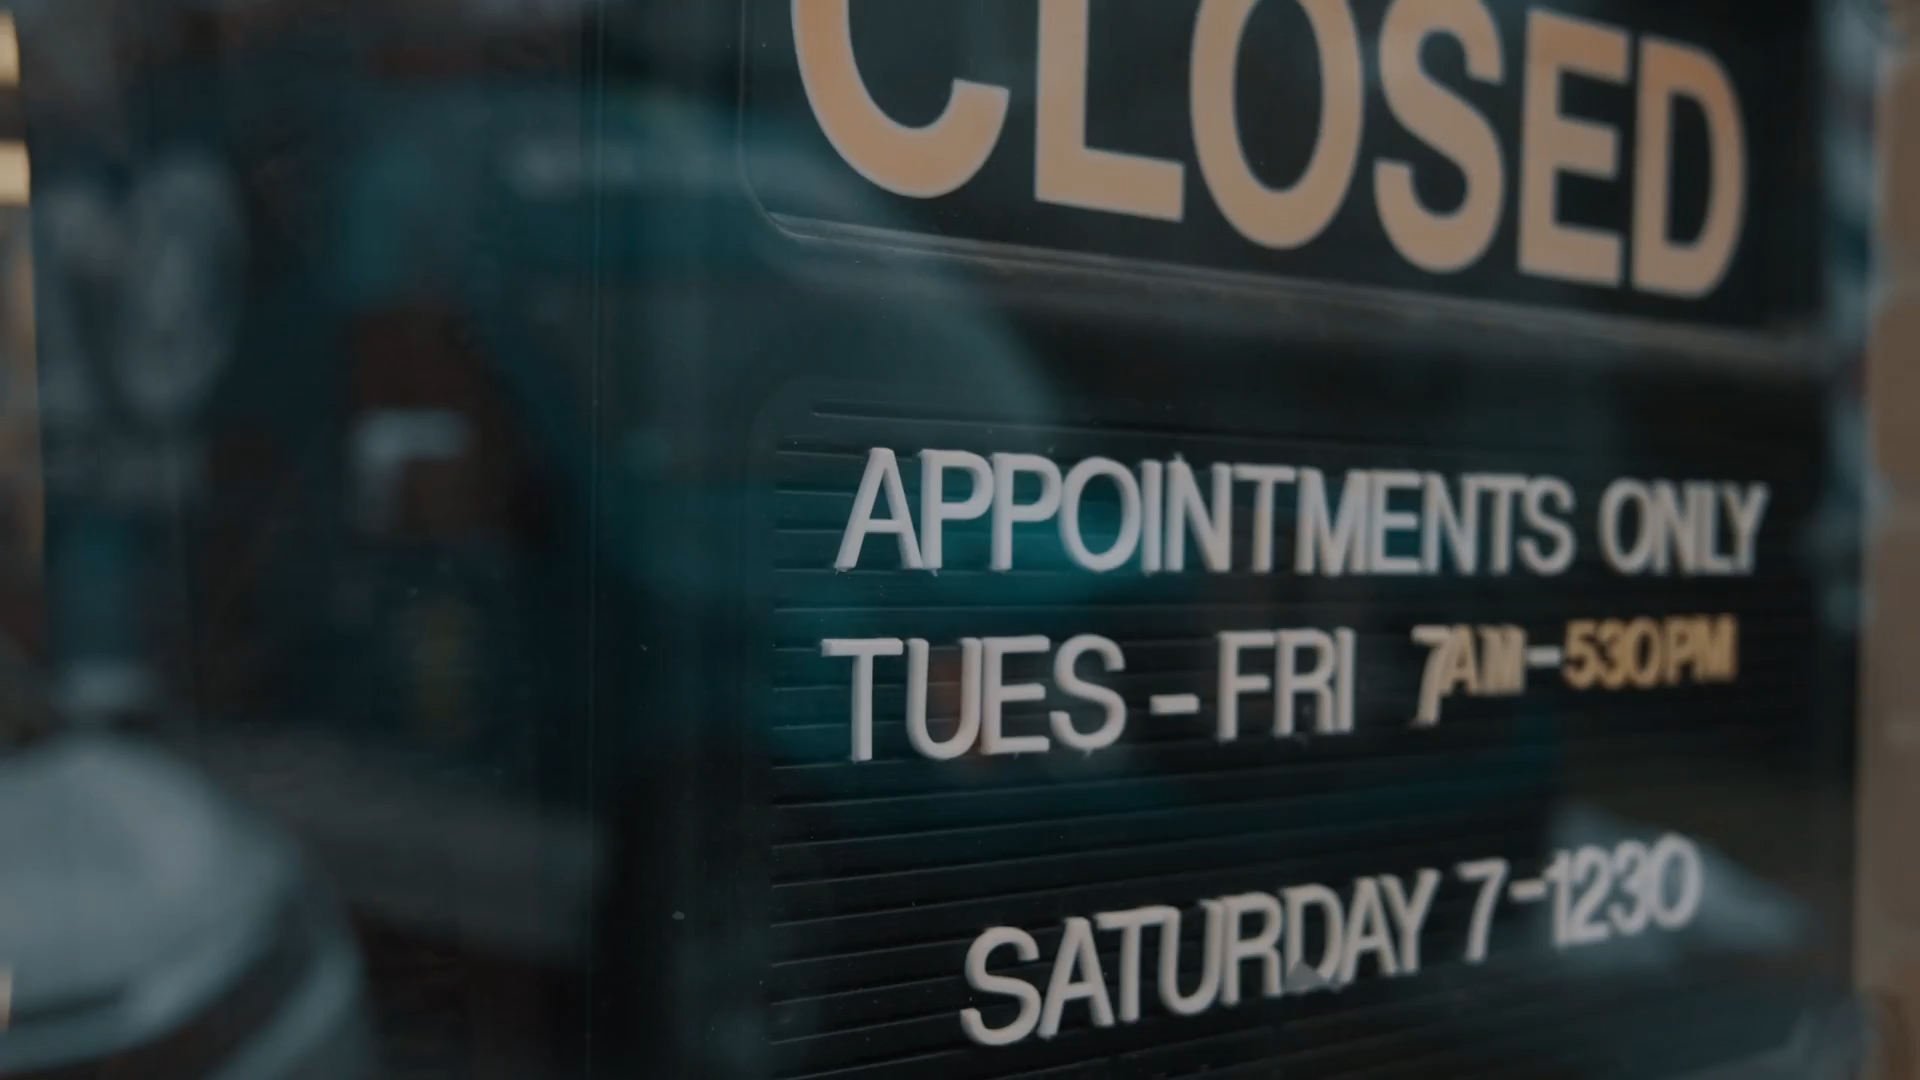 CLOSED
APPOINTMENTS ONLY
TUES - FRI 7AM-530PM
SATURDAY 7-1230